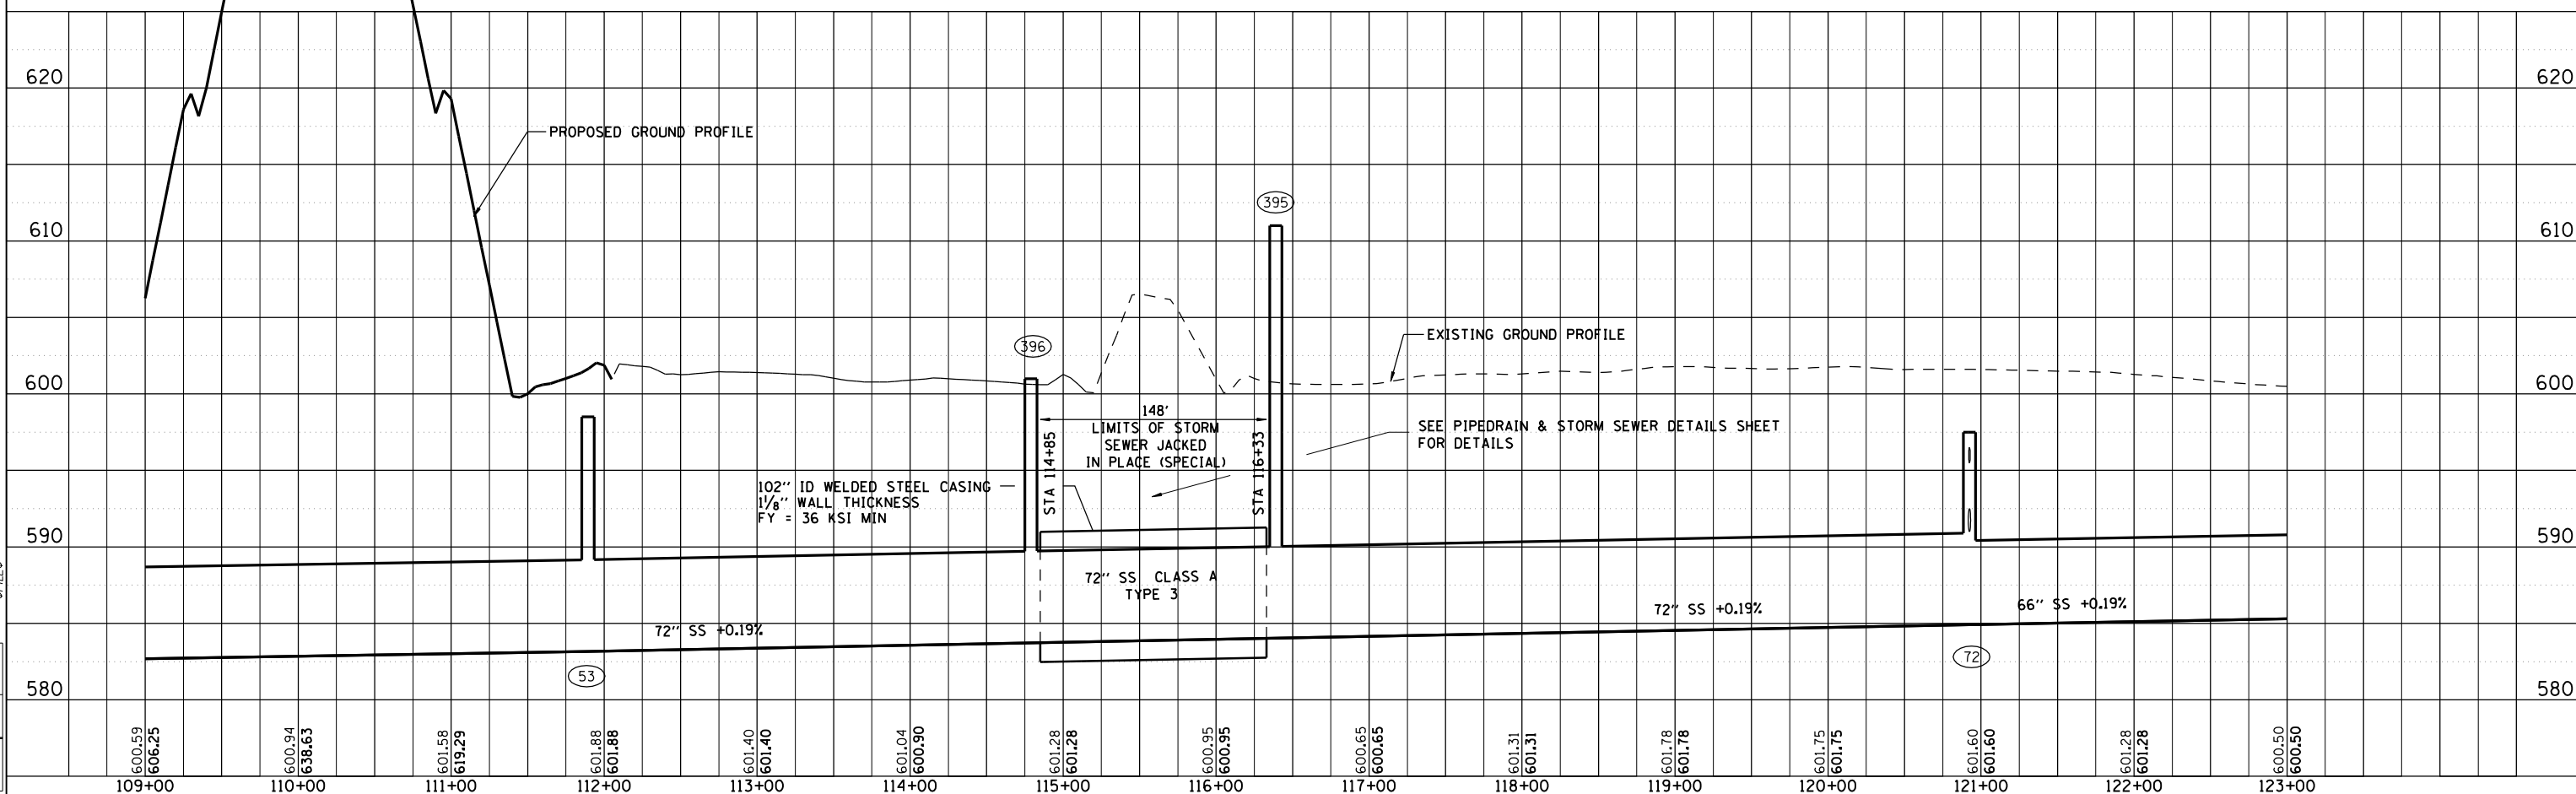 620
620
PROPOSED GROUND PROFILE
395
610
610
EXISTING GROUND PROFILE
396
600
600
148'
LIMITS OF STORM
SEWER JACKED
IN PLACE (SPECIAL)
STA 114+85
STA 116+33
SEE PIPEDRAIN & STORM SEWER DETAILS SHEET
FOR DETAILS
102" ID WELDED STEEL CASING
1 1/8" WALL THICKNESS
FY = 36 KSI MIN
590
590
72" SS CLASS A
TYPE 3
72" SS +0.19%
72" SS +0.19%
66" SS +0.19%
53
72
580
580
600.59 606.25
600.94 638.63
601.58 619.29
601.88 601.88
601.40 601.40
601.04 600.90
601.28 601.28
600.95 600.95
600.65 600.65
601.31 601.31
601.78 601.78
601.75 601.75
601.60 601.60
601.28 601.28
600.50 600.50
109+00 110+00 111+00 112+00 113+00 114+00 115+00 116+00 117+00 118+00 119+00 120+00 121+00 122+00 123+00